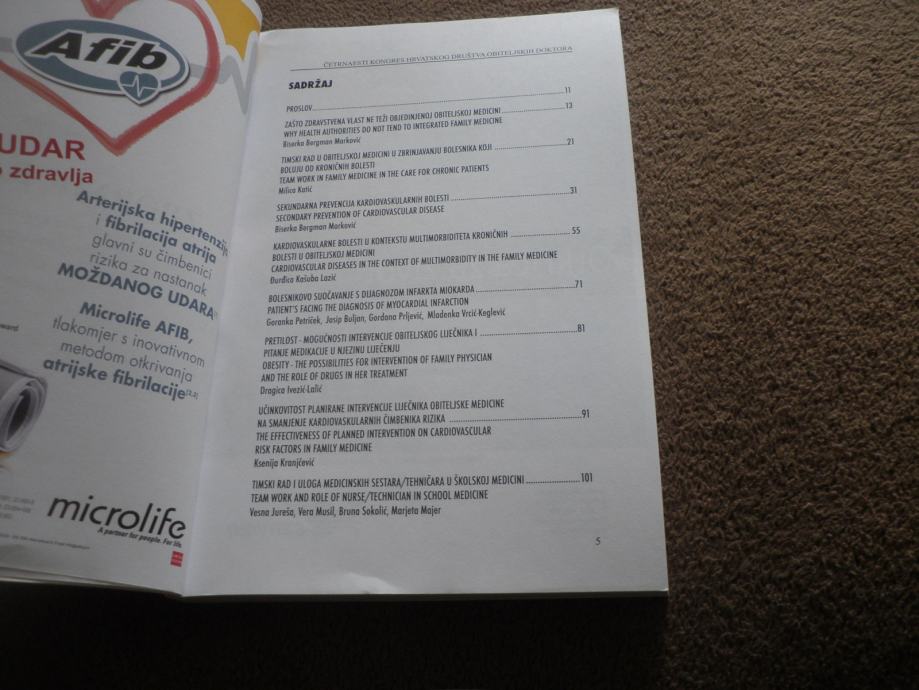 Afib
UDAR
zdravlja
Arterijska hipertenzija
i fibrilacija atrija
glavni su čimbenici
rizika za nastanak
MOŽDANOG UDARA
Microlife AFIB,
tlakomjer s inovativnom
metodom otkrivanja
atrijske fibrilacije
microlife
A partner for people. For life.
ČETRNAESTI KONGRES HRVATSKOG DRUŠTVA OBITELJSKIH DOKTORA
SADRŽAJ
PROSLOV 11
ZAŠTO ZDRAVSTVENA VLAST NE TEŽI OBJEDINJENOJ OBITELJSKOJ MEDICINI 13
WHY HEALTH AUTHORITIES DO NOT TEND TO INTEGRATED FAMILY MEDICINE
Biserka Bergman Marković
TIMSKI RAD U OBITELJSKOJ MEDICINI U ZBRINJAVANJU BOLESNIKA KOJI 21
BOLUJU OD KRONIČNIH BOLESTI
TEAM WORK IN FAMILY MEDICINE IN THE CARE FOR CHRONIC PATIENTS
Milica Katić
SEKUNDARNA PREVENCIJA KARDIOVASKULARNIH BOLESTI 31
SECONDARY PREVENTION OF CARDIOVASCULAR DISEASE
Biserka Bergman Marković
KARDIOVASKULARNE BOLESTI U KONTEKSTU MULTIMORBIDITETA KRONIČNIH 55
BOLESTI U OBITELJSKOJ MEDICINI
CARDIOVASCULAR DISEASES IN THE CONTEXT OF MULTIMORBIDITY IN THE FAMILY MEDICINE
Đurđica Kašuba Lazić
BOLESNIKOVO SUOČAVANJE S DIJAGNOZOM INFARKTA MIOKARDA 71
PATIENT'S FACING THE DIAGNOSIS OF MYOCARDIAL INFARCTION
Goranka Petriček, Josip Buljan, Gordana Prljević, Mladenka Vrcić-Keglević
PRETILOST - MOGUĆNOSTI INTERVENCIJE OBITELJSKOG LIJEČNIKA I 81
PITANJE MEDIKACIJE U NJEZINU LIJEČENJU
OBESITY - THE POSSIBILITIES FOR INTERVENTION OF FAMILY PHYSICIAN
AND THE ROLE OF DRUGS IN HER TREATMENT
Dragica Ivezić-Lalić
UČINKOVITOST PLANIRANE INTERVENCIJE LIJEČNIKA OBITELJSKE MEDICINE
NA SMANJENJE KARDIOVASKULARNIH ČIMBENIKA RIZIKA 91
THE EFFECTIVENESS OF PLANNED INTERVENTION ON CARDIOVASCULAR
RISK FACTORS IN FAMILY MEDICINE
Ksenija Kranjčević
TIMSKI RAD I ULOGA MEDICINSKIH SESTARA/TEHNIČARA U ŠKOLSKOJ MEDICINI 101
TEAM WORK AND ROLE OF NURSE/TECHNICIAN IN SCHOOL MEDICINE
Vesna Jureša, Vera Musil, Bruna Sokolić, Marjeta Majer
5